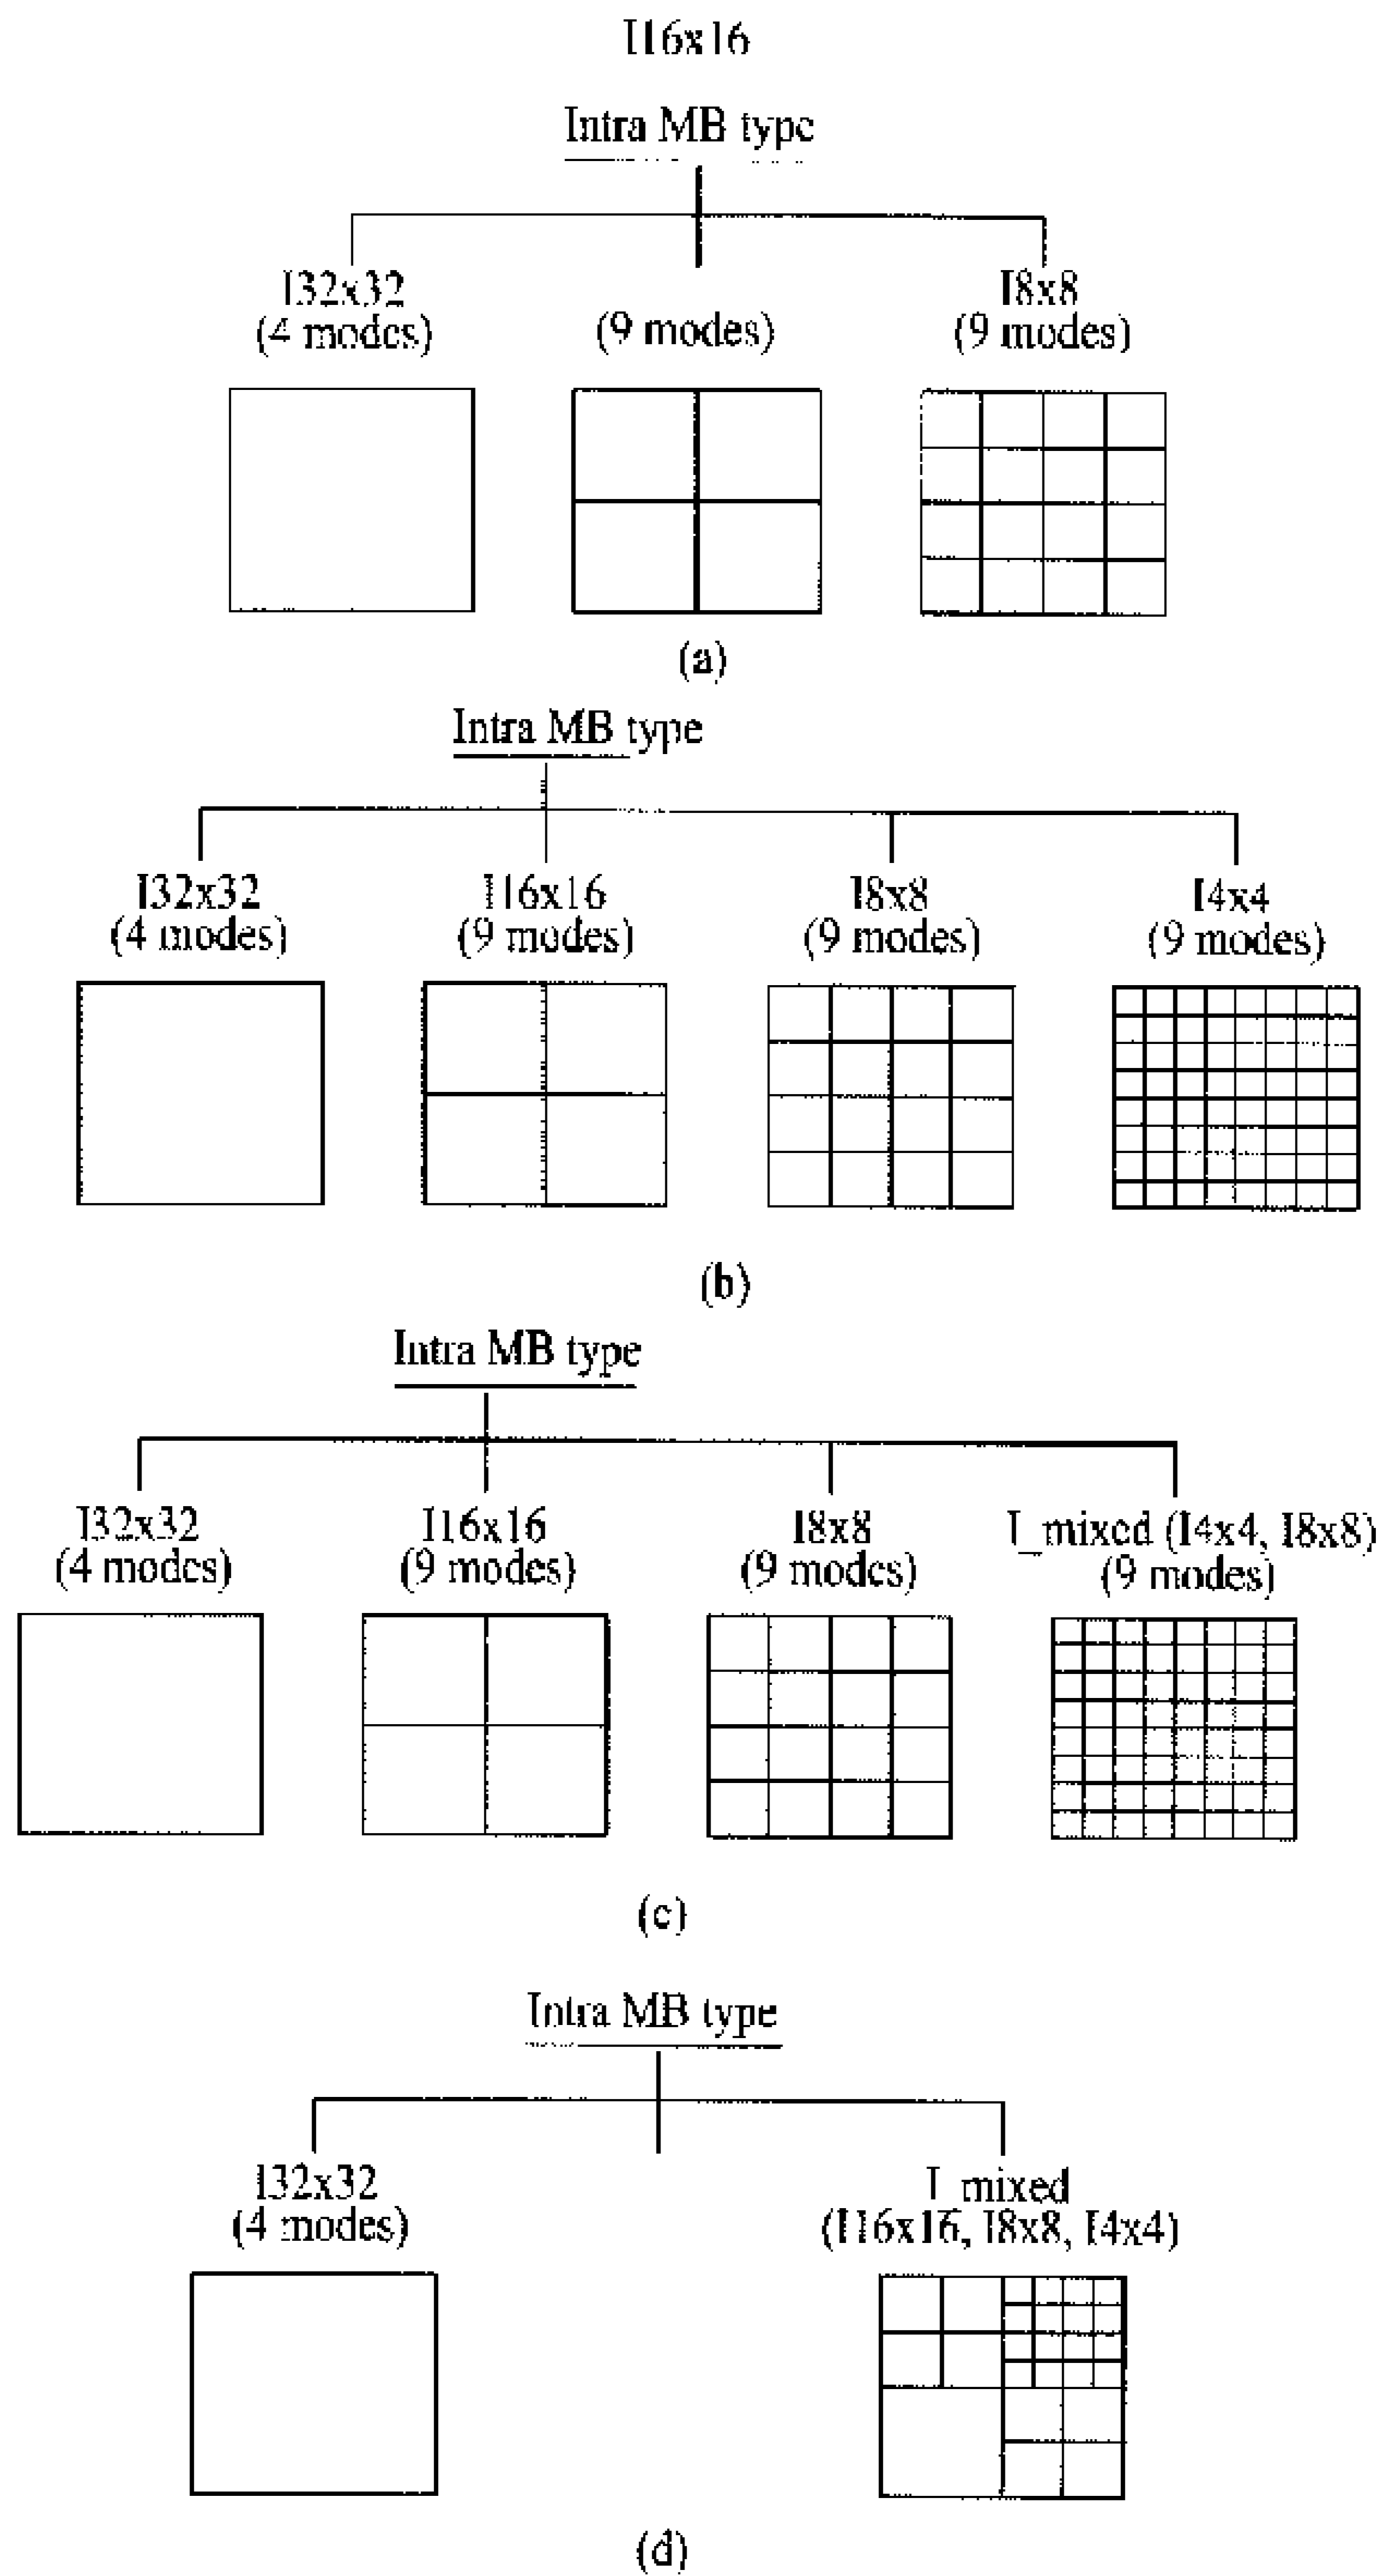 I16x16
Intra MB type
I32x32
(4 modes)
(9 modes)
I8x8
(9 modes)
(a)
Intra MB type
I32x32
(4 modes)
I16x16
(9 modes)
I8x8
(9 modes)
I4x4
(9 modes)
(b)
Intra MB type
I32x32
(4 modes)
I16x16
(9 modes)
I8x8
(9 modes)
I_mixed (I4x4, I8x8)
(9 modes)
(c)
Intra MB type
I32x32
(4 modes)
I_mixed
(I16x16, I8x8, I4x4)
(d)